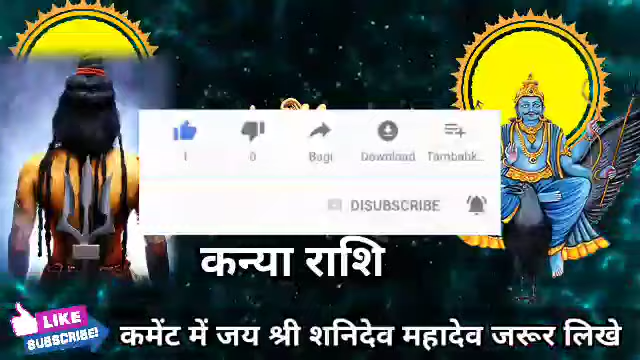 1 0 Bagi Download Tambahk...
DISUBSCRIBE
कन्या राशि
LIKE
SUBSCRIBE!
कमेंट में जय श्री शनिदेव महादेव जरूर लिखे